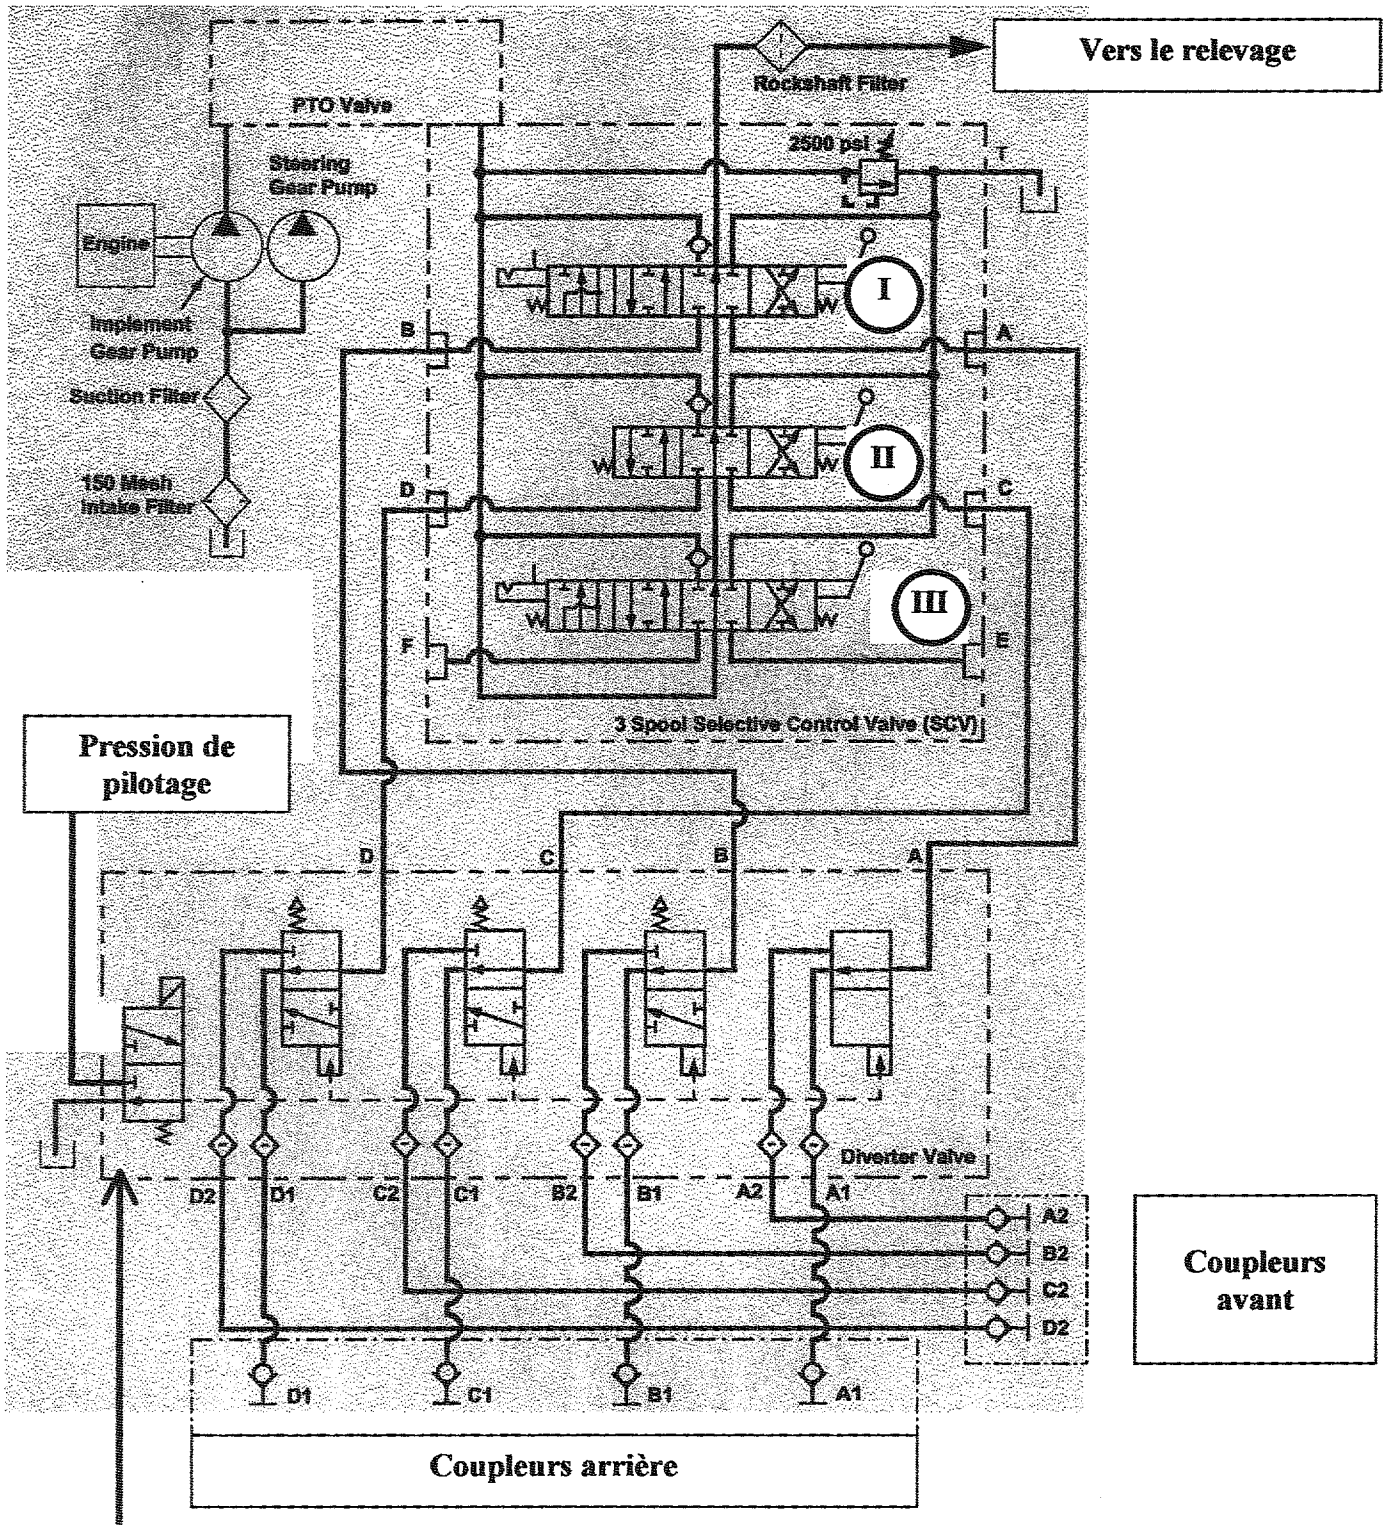 Vers le relevage
Rockshaft Filter
PTO Valve
2500 psi
T
Steering
Gear Pump
Engine
I
Implement
Gear Pump
B
A
Suction Filter
II
150 Mesh
Intake Filter
D
C
III
F
E
3 Spool Selective Control Valve (SCV)
Pression de
pilotage
D
C
B
A
Diverter Valve
D2
D1
C2
C1
B2
B1
A2
A1
A2
B2
C2
D2
Coupleurs
avant
D1
C1
B1
A1
Coupleurs arrière